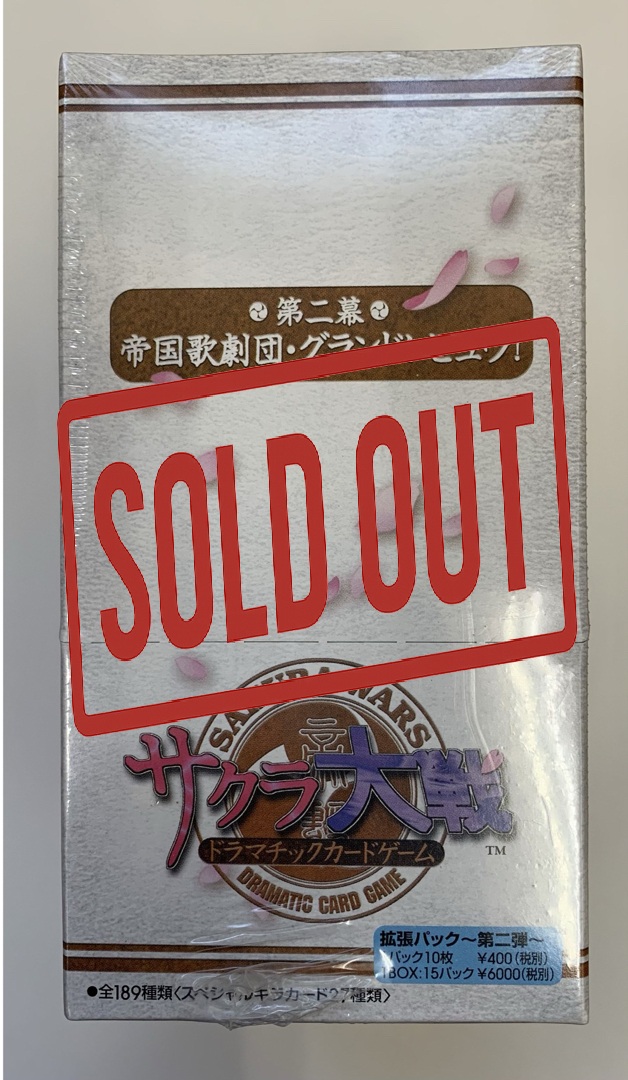 第二幕
帝国歌劇団・グランドレビュウ!
SOLD OUT
SAKURA WARS
サクラ大戦
ドラマチックカードゲーム
TM
DRAMATIC CARD GAME
拡張パック〜第二弾〜
パック10枚 ¥400(税別)
1BOX:15パック ¥6000(税別)
●全189種類〈スペシャルキラカード27種類〉